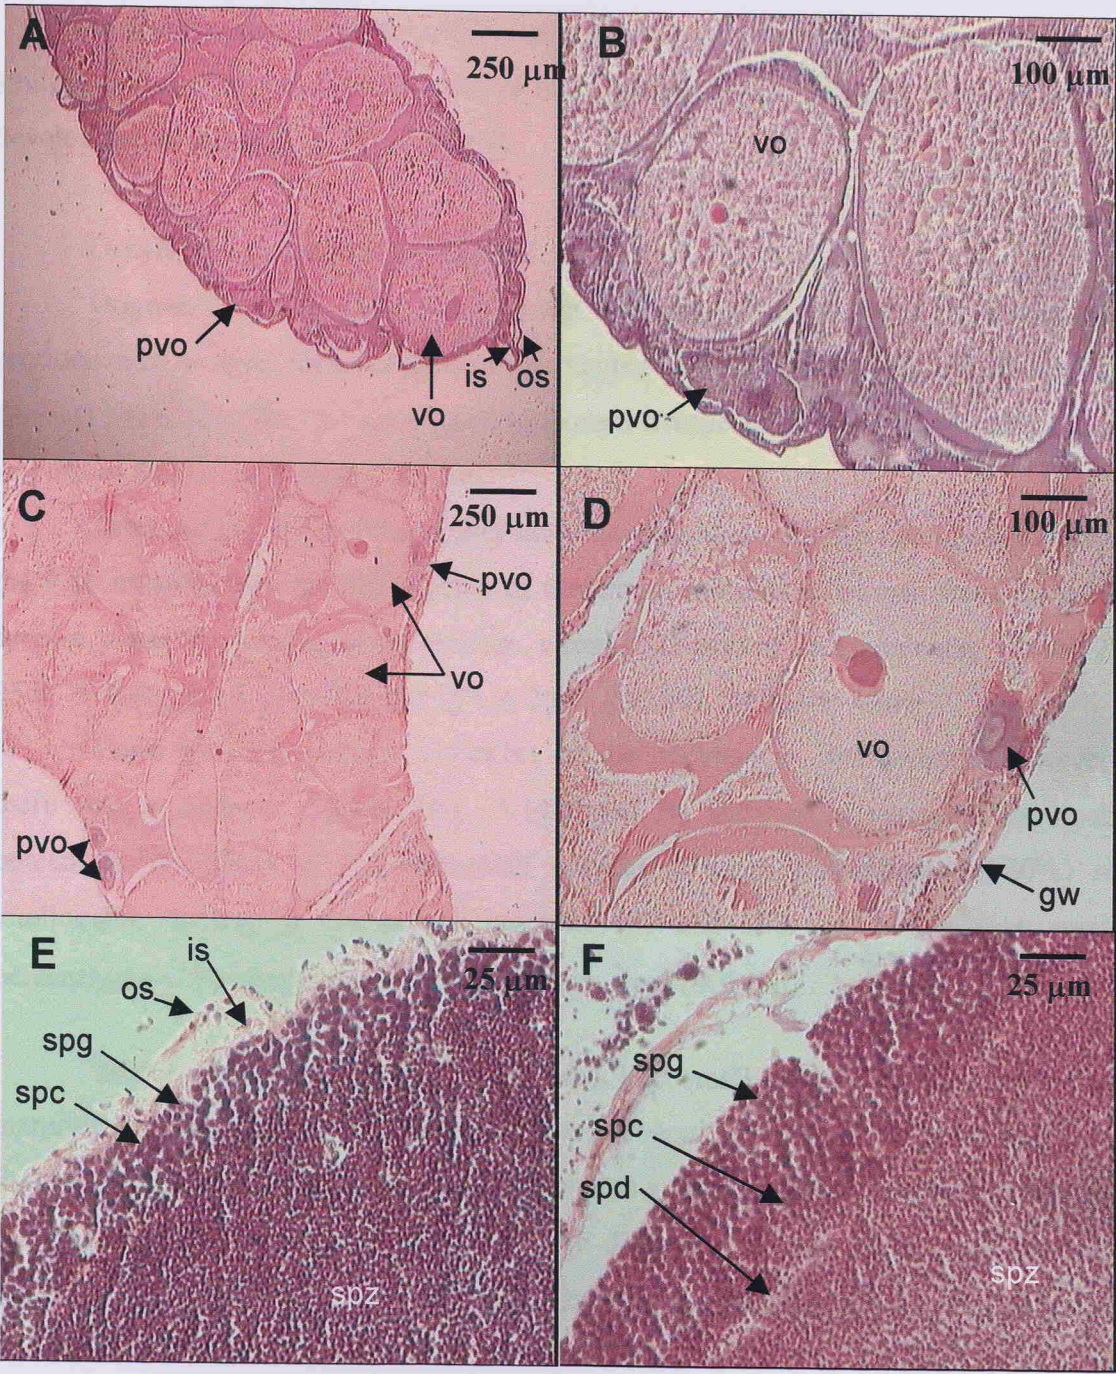 A
250 µm
pvo
vo
is
os
B
100 µm
vo
pvo
C
250 µm
pvo
vo
pvo
D
100 µm
vo
pvo
gw
E
25 µm
is
os
spg
spc
spz
F
25 µm
spg
spc
spd
spz